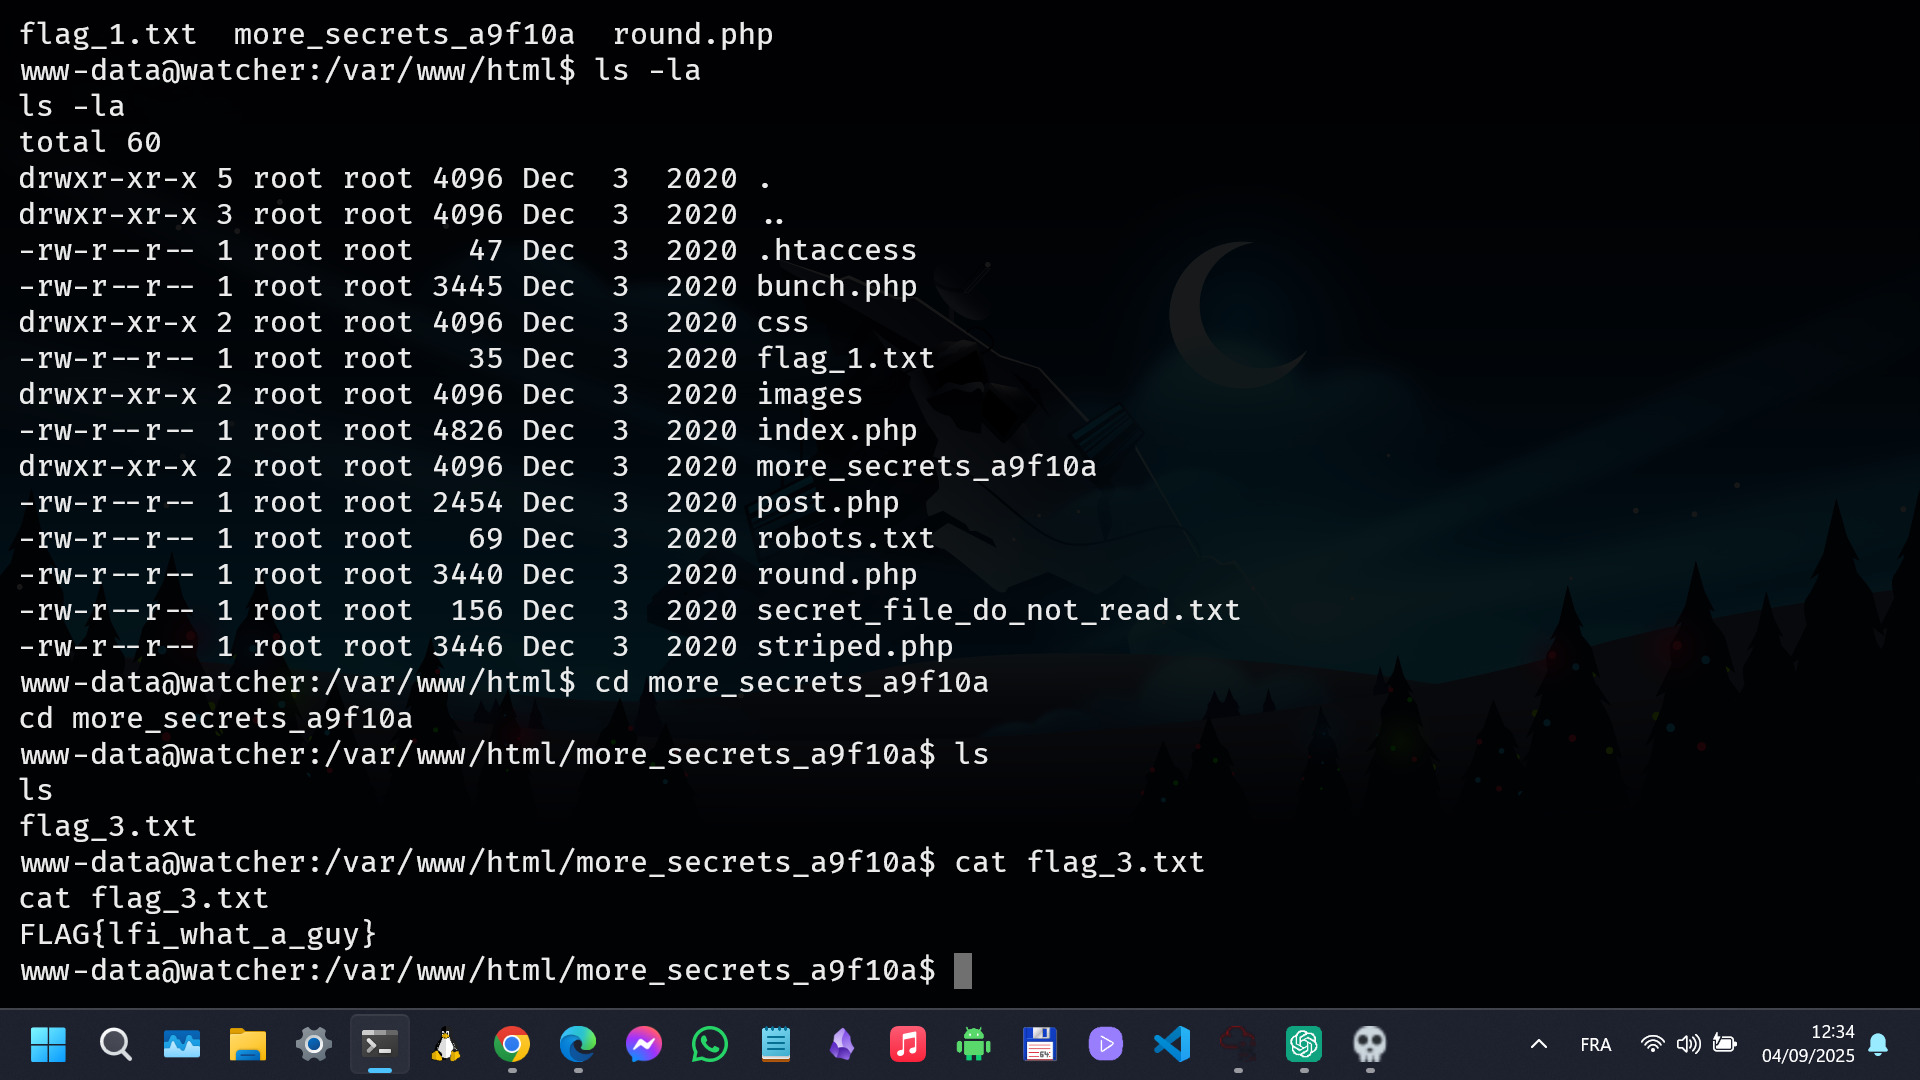 flag_1.txt  more_secrets_a9f10a  round.php
www-data@watcher:/var/www/html$ ls -la
ls -la
total 60
drwxr-xr-x 5 root root 4096 Dec  3  2020 .
drwxr-xr-x 3 root root 4096 Dec  3  2020 ..
-rw-r--r-- 1 root root   47 Dec  3  2020 .htaccess
-rw-r--r-- 1 root root 3445 Dec  3  2020 bunch.php
drwxr-xr-x 2 root root 4096 Dec  3  2020 css
-rw-r--r-- 1 root root   35 Dec  3  2020 flag_1.txt
drwxr-xr-x 2 root root 4096 Dec  3  2020 images
-rw-r--r-- 1 root root 4826 Dec  3  2020 index.php
drwxr-xr-x 2 root root 4096 Dec  3  2020 more_secrets_a9f10a
-rw-r--r-- 1 root root 2454 Dec  3  2020 post.php
-rw-r--r-- 1 root root   69 Dec  3  2020 robots.txt
-rw-r--r-- 1 root root 3440 Dec  3  2020 round.php
-rw-r--r-- 1 root root  156 Dec  3  2020 secret_file_do_not_read.txt
-rw-r--r-- 1 root root 3446 Dec  3  2020 striped.php
www-data@watcher:/var/www/html$ cd more_secrets_a9f10a
cd more_secrets_a9f10a
www-data@watcher:/var/www/html/more_secrets_a9f10a$ ls
ls
flag_3.txt
www-data@watcher:/var/www/html/more_secrets_a9f10a$ cat flag_3.txt
cat flag_3.txt
FLAG{lfi_what_a_guy}
www-data@watcher:/var/www/html/more_secrets_a9f10a$
64
FRA
12:34
04/09/2025